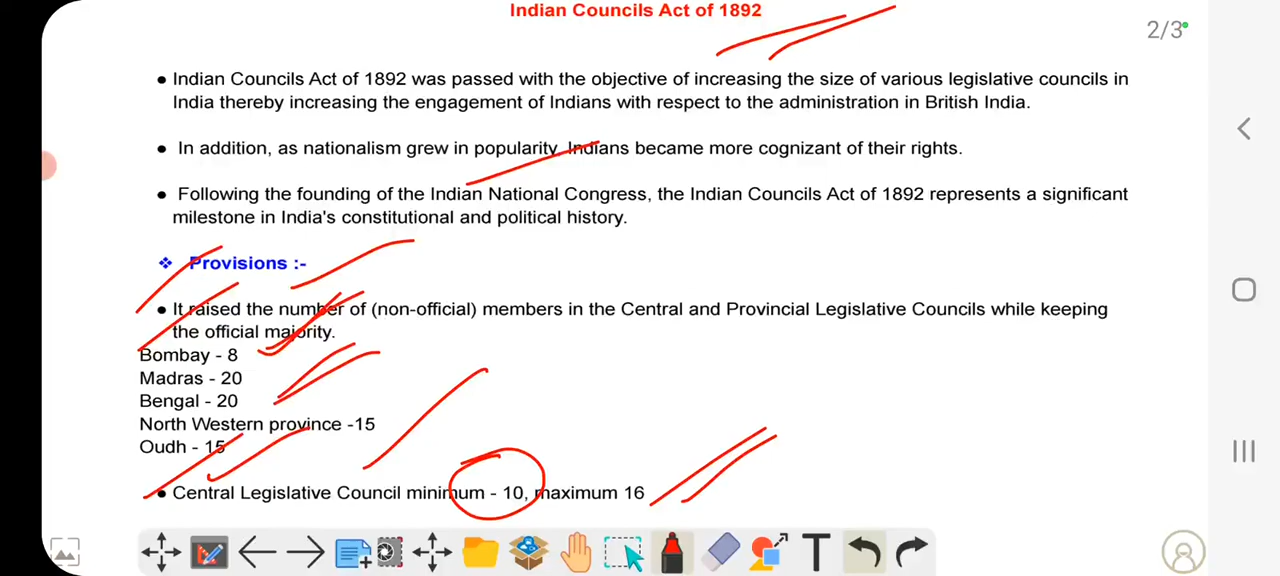 Indian Councils Act of 1892
2/3
● Indian Councils Act of 1892 was passed with the objective of increasing the size of various legislative councils in
India thereby increasing the engagement of Indians with respect to the administration in British India.
● In addition, as nationalism grew in popularity, Indians became more cognizant of their rights.
● Following the founding of the Indian National Congress, the Indian Councils Act of 1892 represents a significant
milestone in India's constitutional and political history.
❖ Provisions :-
● It raised the number of (non-official) members in the Central and Provincial Legislative Councils while keeping
the official majority.
Bombay - 8
Madras - 20
Bengal - 20
North Western province -15
Oudh - 15
● Central Legislative Council minimum - 10, maximum 16
T